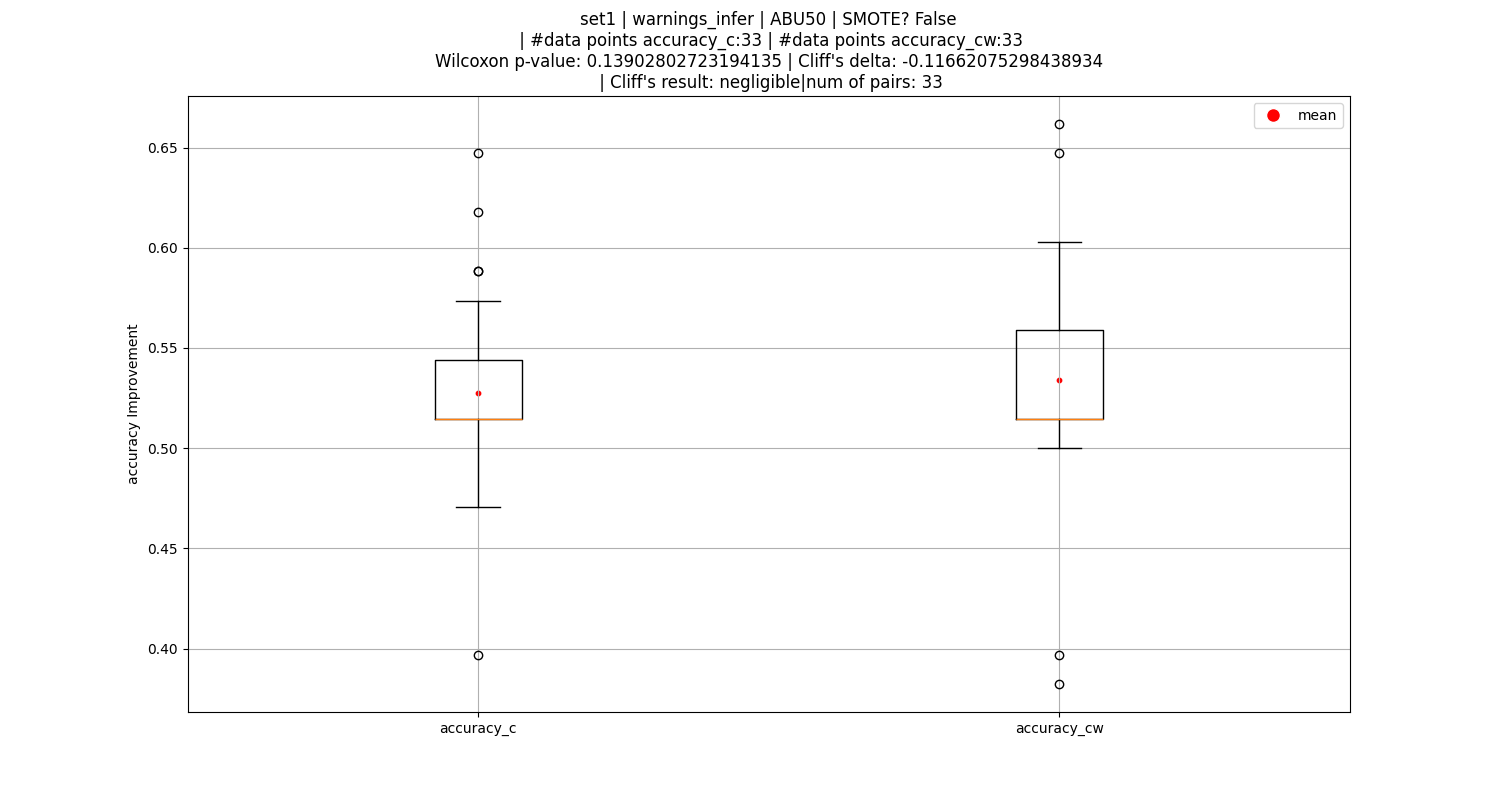 set1 | warnings_infer | ABU50 | SMOTE? False
| #data points accuracy_c:33 | #data points accuracy_cw:33
Wilcoxon p-value: 0.13902802723194135 | Cliff's delta: -0.11662075298438934
| Cliff's result: negligible|num of pairs: 33
mean
0.65
0.60
0.55
0.50
0.45
0.40
accuracy Improvement
accuracy_c
accuracy_cw